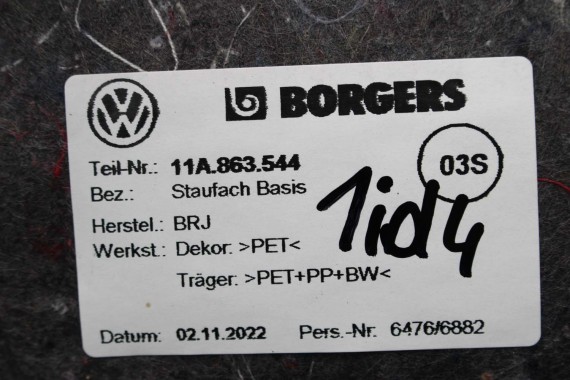 VW BORGERS
Teil-Nr.: 11A.863.544 03S
Bez.: Staufach Basis
Herstel.: BRJ
Werkst.: Dekor: >PET<
Träger: >PET+PP+BW<
1id4
Datum: 02.11.2022 Pers.-Nr. 6476/6882